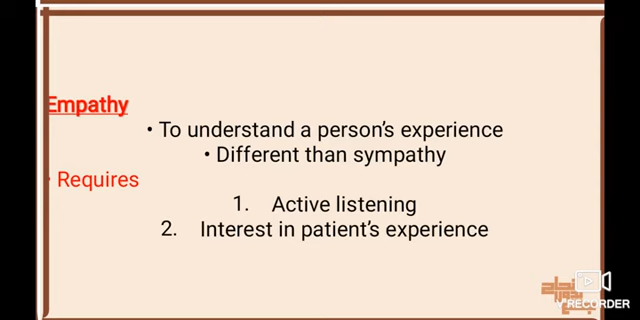 Empathy
• To understand a person's experience
• Different than sympathy
• Requires
1. Active listening
2. Interest in patient's experience
RECORDER